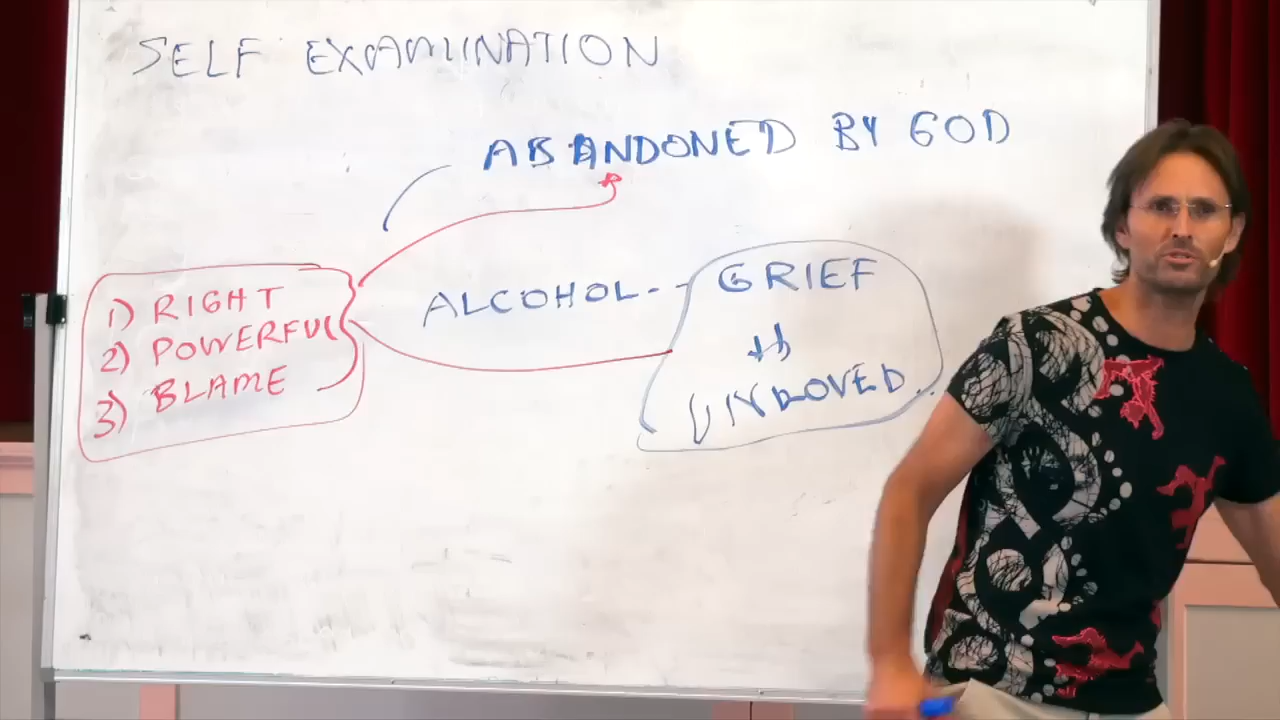 SELF EXAMINATION
ABANDONED BY GOD
ALCOHOL - - GRIEF
1) RIGHT
2) POWERFUL
3) BLAME
UNLOVED